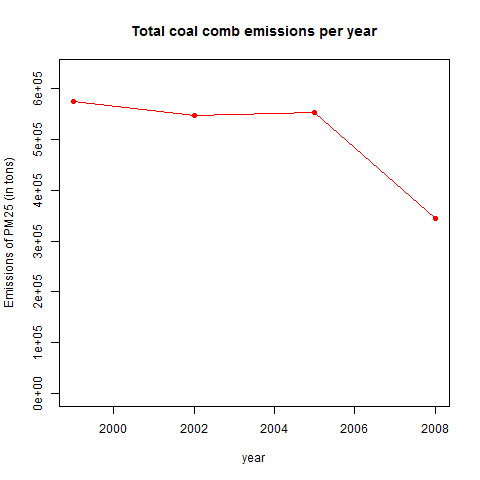 Total coal comb emissions per year
Emissions of PM25 (in tons)
6e+05
5e+05
4e+05
3e+05
2e+05
1e+05
0e+00
2000 2002 2004 2006 2008
year